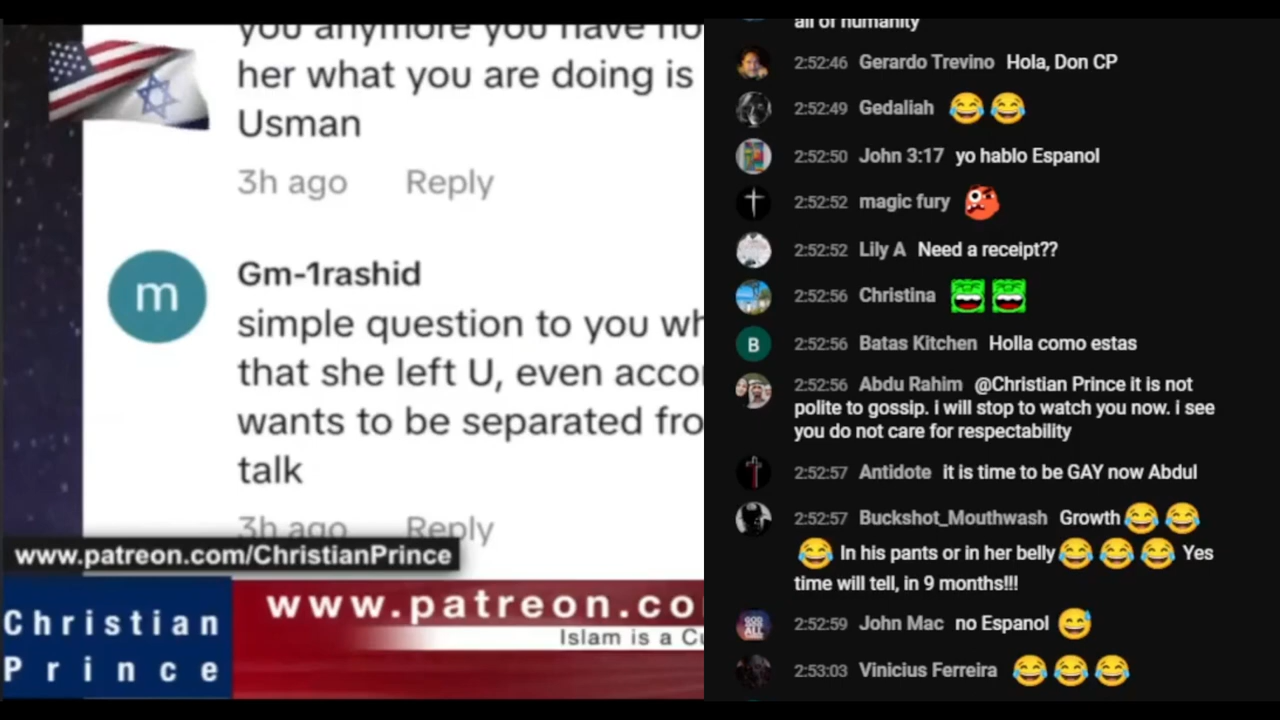 you anymore you have no
her what you are doing is
Usman
3h ago Reply
m
Gm-1rashid
simple question to you wh
that she left U, even acco
wants to be separated fro
talk
3h ago Reply
www.patreon.com/ChristianPrince
Christian
Prince
www.patreon.co
Islam is a Cu
all of humanity
2:52:46 Gerardo Trevino Hola, Don CP
2:52:49 Gedaliah 😂😂
2:52:50 John 3:17 yo hablo Espanol
2:52:52 magic fury
2:52:52 Lily A Need a receipt??
2:52:56 Christina
B 2:52:56 Batas Kitchen Holla como estas
2:52:56 Abdu Rahim @Christian Prince it is not
polite to gossip. i will stop to watch you now. i see
you do not care for respectability
2:52:57 Antidote it is time to be GAY now Abdul
2:52:57 Buckshot_Mouthwash Growth😂😂
😂In his pants or in her belly😂😂😂Yes
time will tell, in 9 months!!!
2:52:59 John Mac no Espanol😅
2:53:03 Vinicius Ferreira 😂😂😂